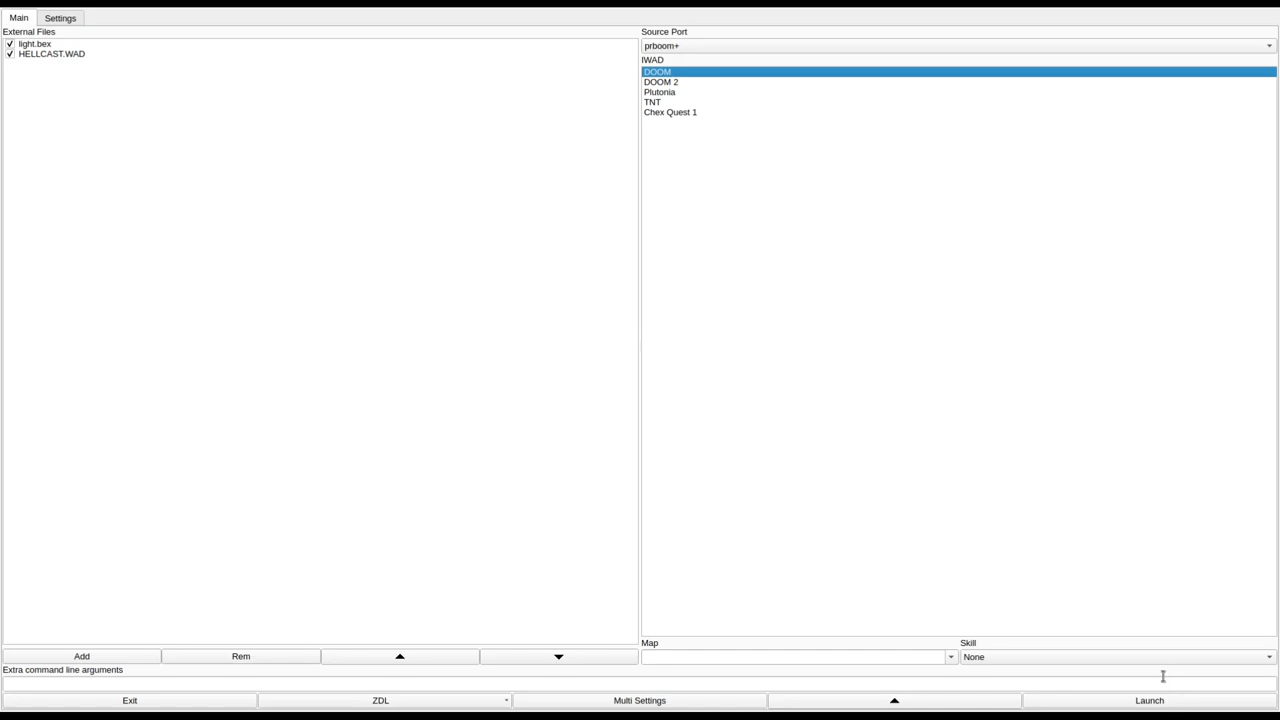 Main Settings
External Files
light.bex
HELLCAST.WAD
Source Port
prboom+
IWAD
DOOM
DOOM 2
Plutonia
TNT
Chex Quest 1
Map Skill
None
Add Rem
Extra command line arguments
Exit ZDL Multi Settings Launch